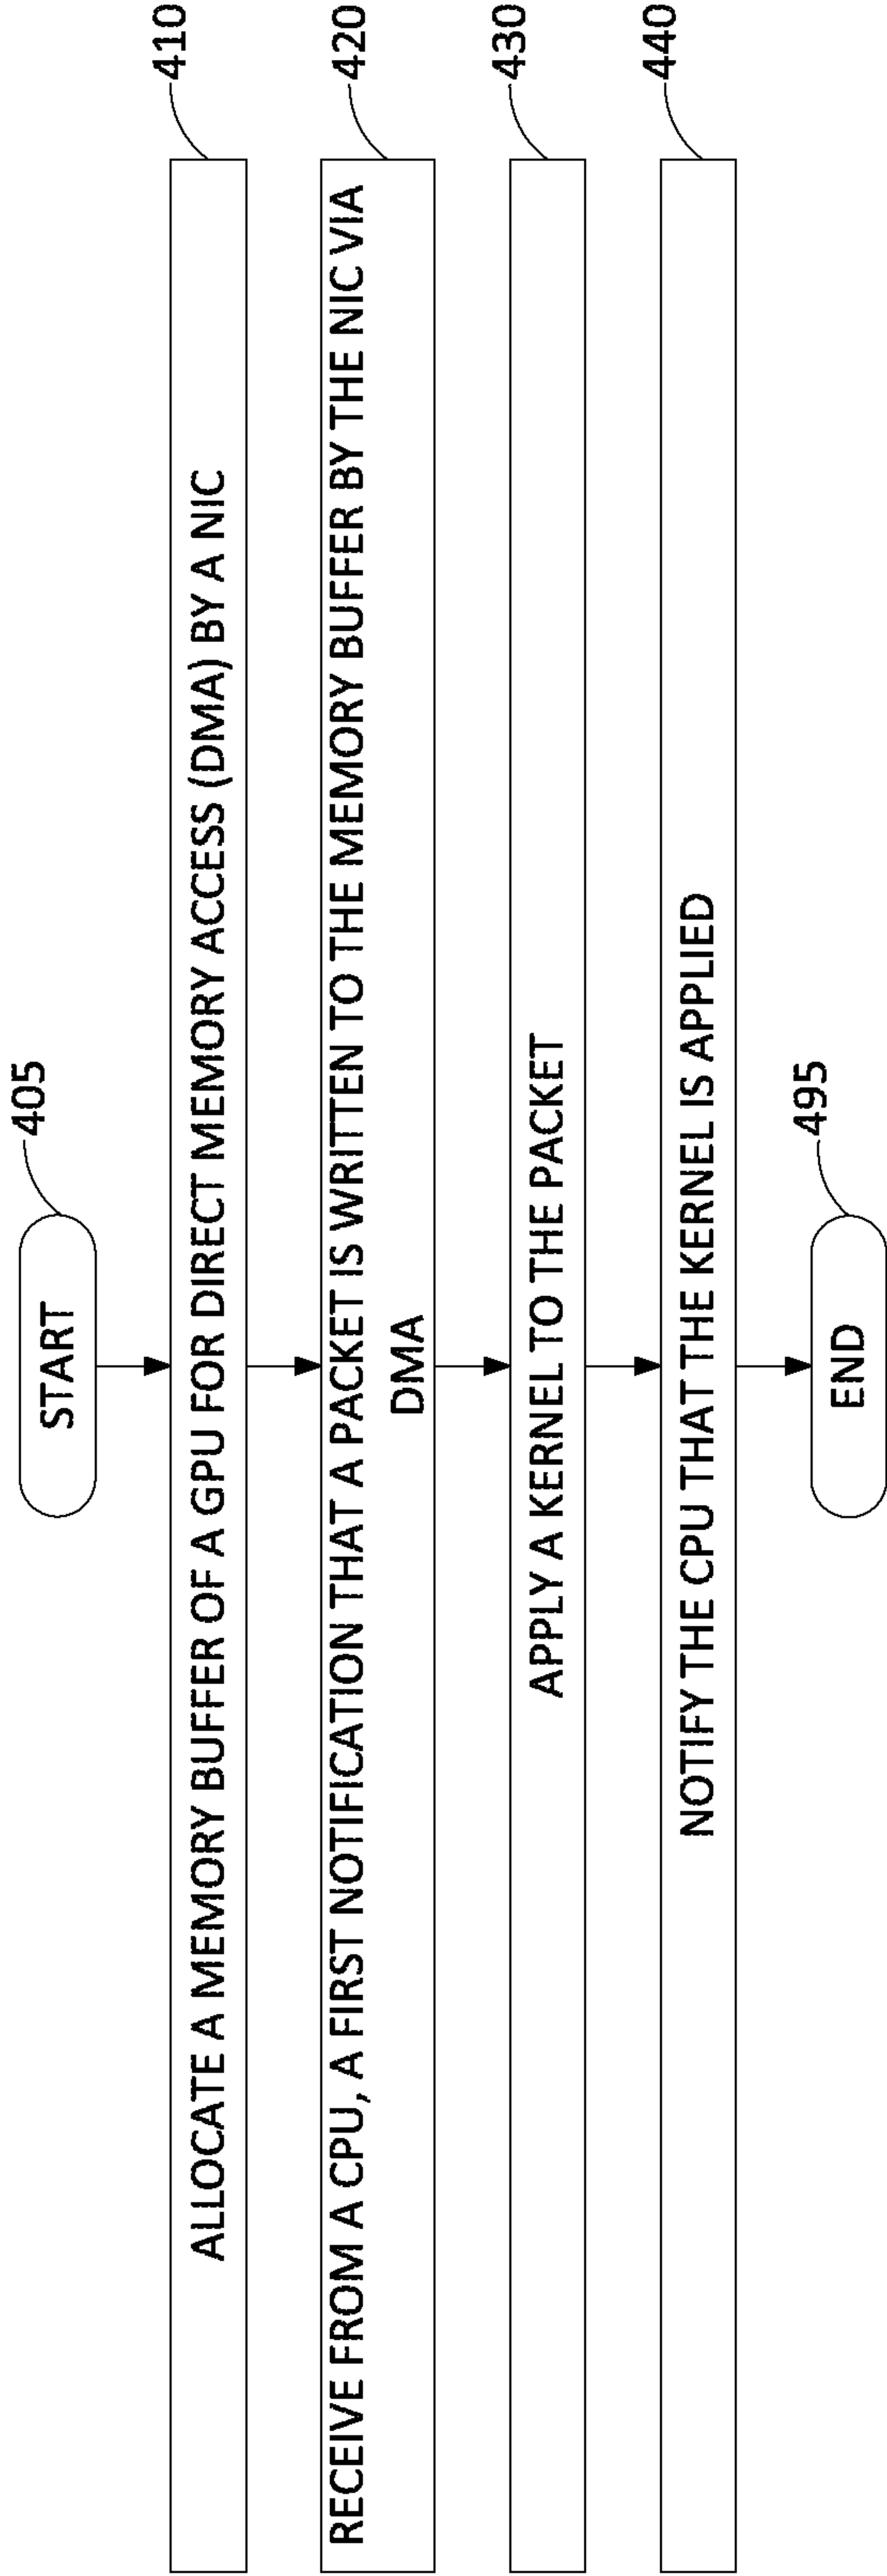 START
405
ALLOCATE A MEMORY BUFFER OF A GPU FOR DIRECT MEMORY ACCESS (DMA) BY A NIC
410
RECEIVE FROM A CPU, A FIRST NOTIFICATION THAT A PACKET IS WRITTEN TO THE MEMORY BUFFER BY THE NIC VIA
DMA
420
APPLY A KERNEL TO THE PACKET
430
NOTIFY THE CPU THAT THE KERNEL IS APPLIED
440
END
495